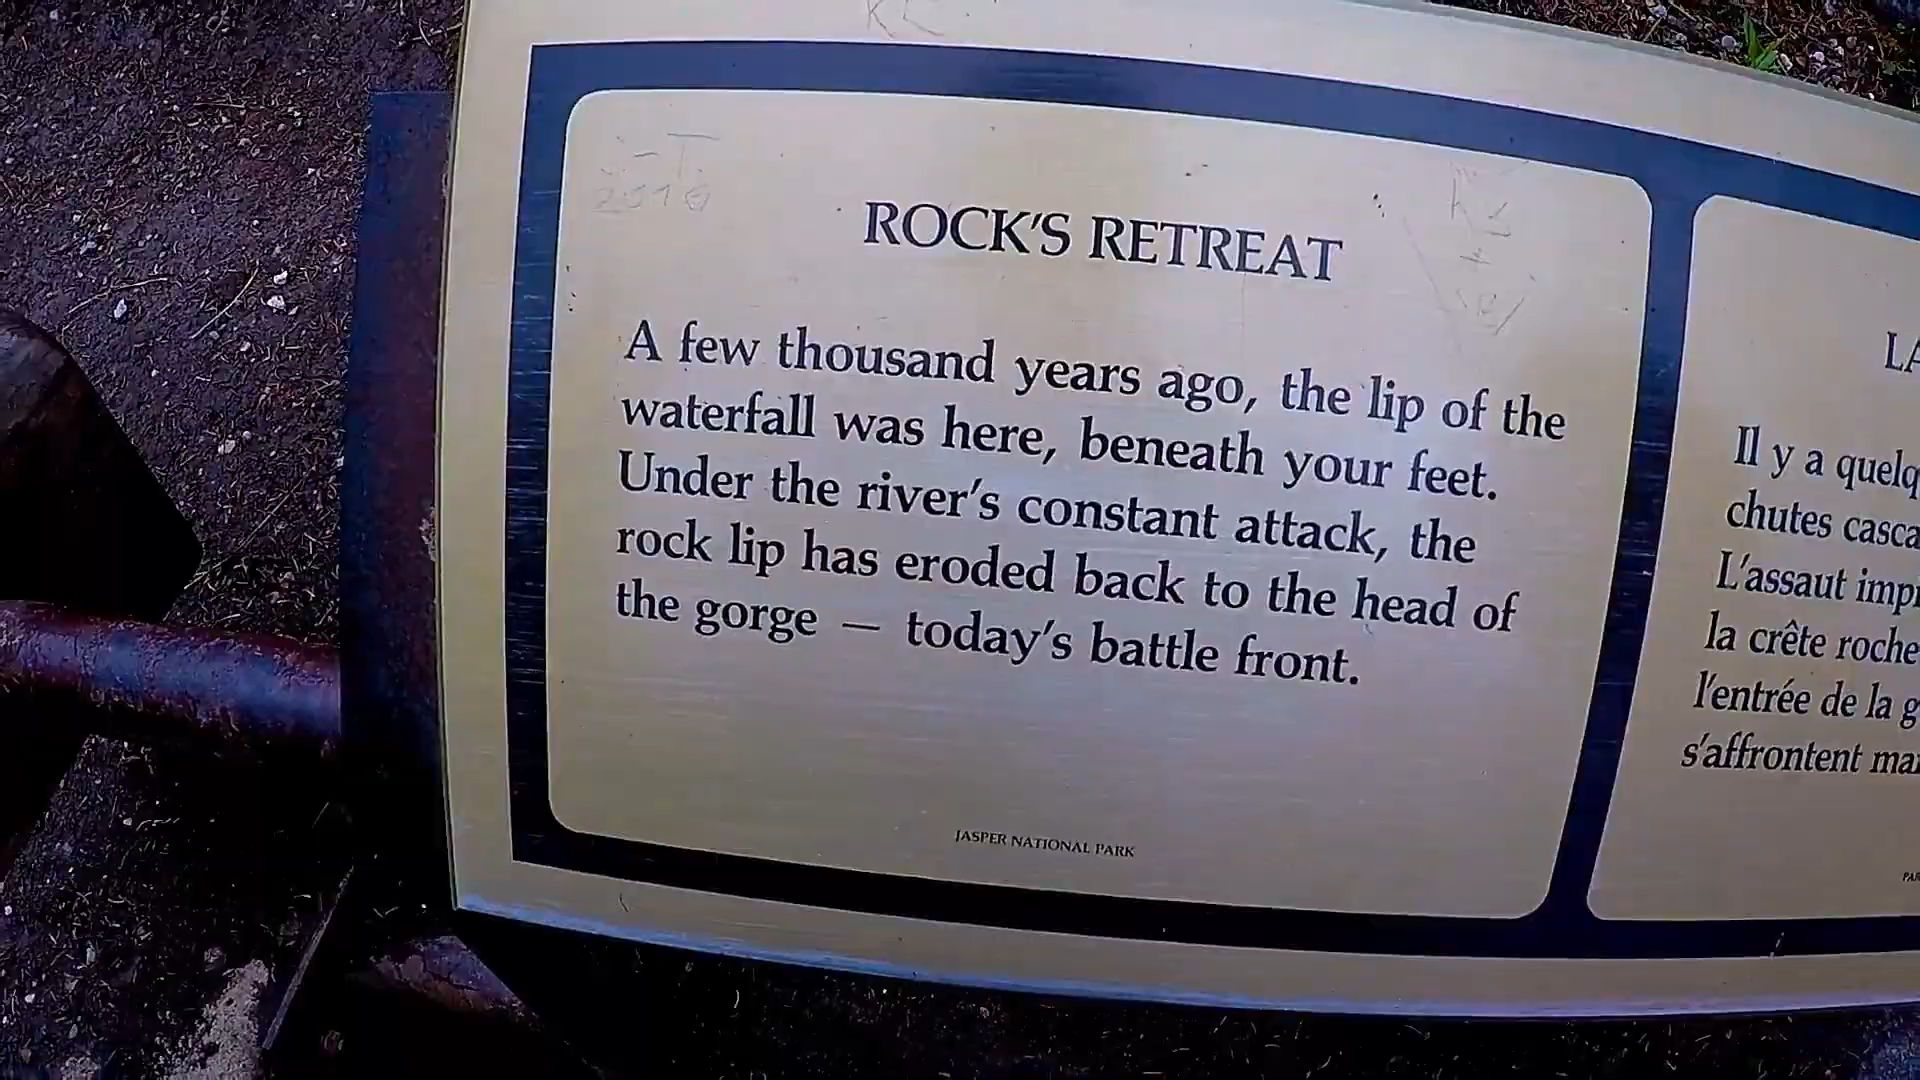 ROCK'S RETREAT
A few thousand years ago, the lip of the
waterfall was here, beneath your feet.
Under the river's constant attack, the
rock lip has eroded back to the head of
the gorge — today's battle front.
JASPER NATIONAL PARK
2016
Il y a
chutes
L'assaut
la crête
l'entrée de la
s'affrontent